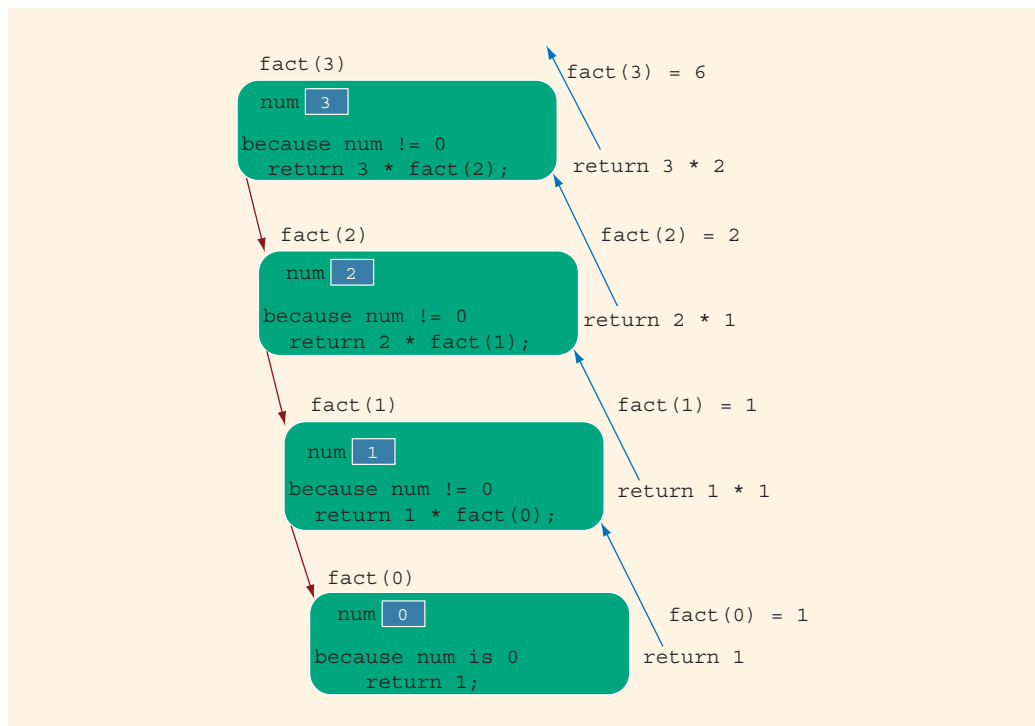 fact(3)
fact(3) = 6
num 3
because num != 0
return 3 * fact(2);
return 3 * 2
fact(2)
fact(2) = 2
num 2
because num != 0
return 2 * fact(1);
return 2 * 1
fact(1)
fact(1) = 1
num 1
because num != 0
return 1 * fact(0);
return 1 * 1
fact(0)
fact(0) = 1
num 0
because num is 0
return 1;
return 1